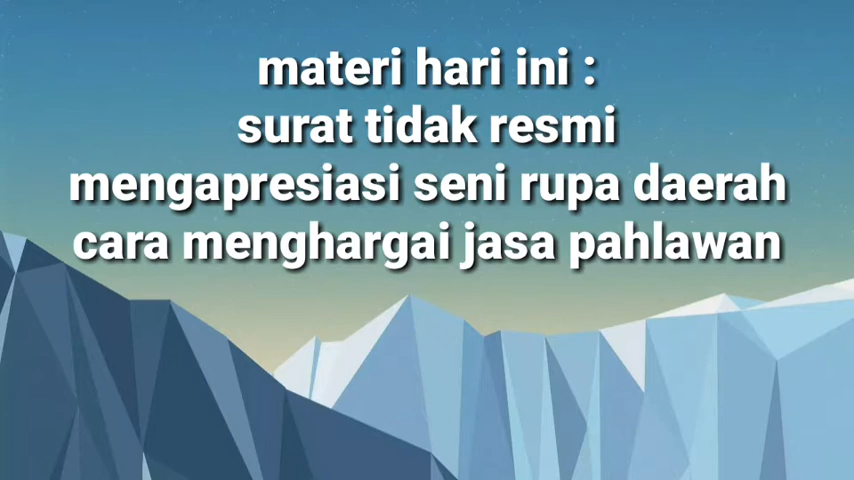 materi hari ini :
surat tidak resmi
mengapresiasi seni rupa daerah
cara menghargai jasa pahlawan